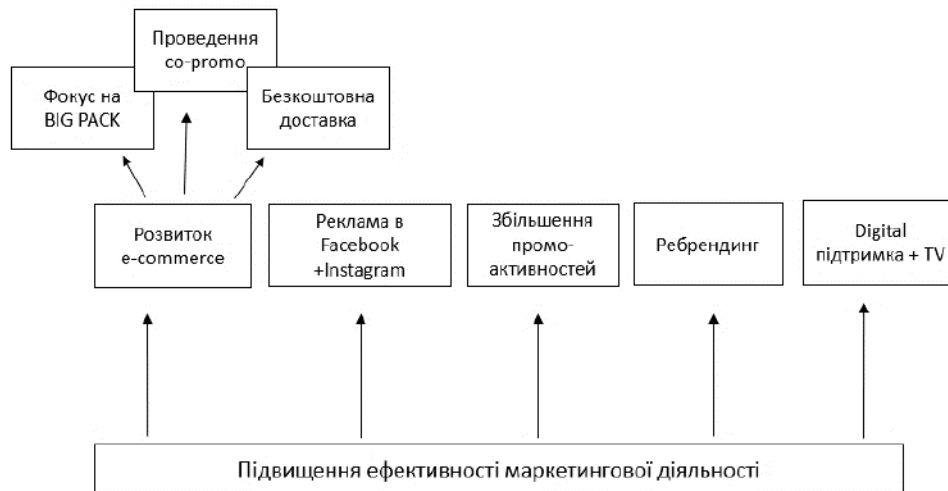 Проведення
co-promo
Фокус на
BIG PACK
Безкоштовна
доставка
Розвиток
e-commerce
Реклама в
Facebook
+Instagram
Збільшення
промо-
активностей
Ребрендинг
Digital
підтримка + TV
Підвищення ефективності маркетингової діяльності